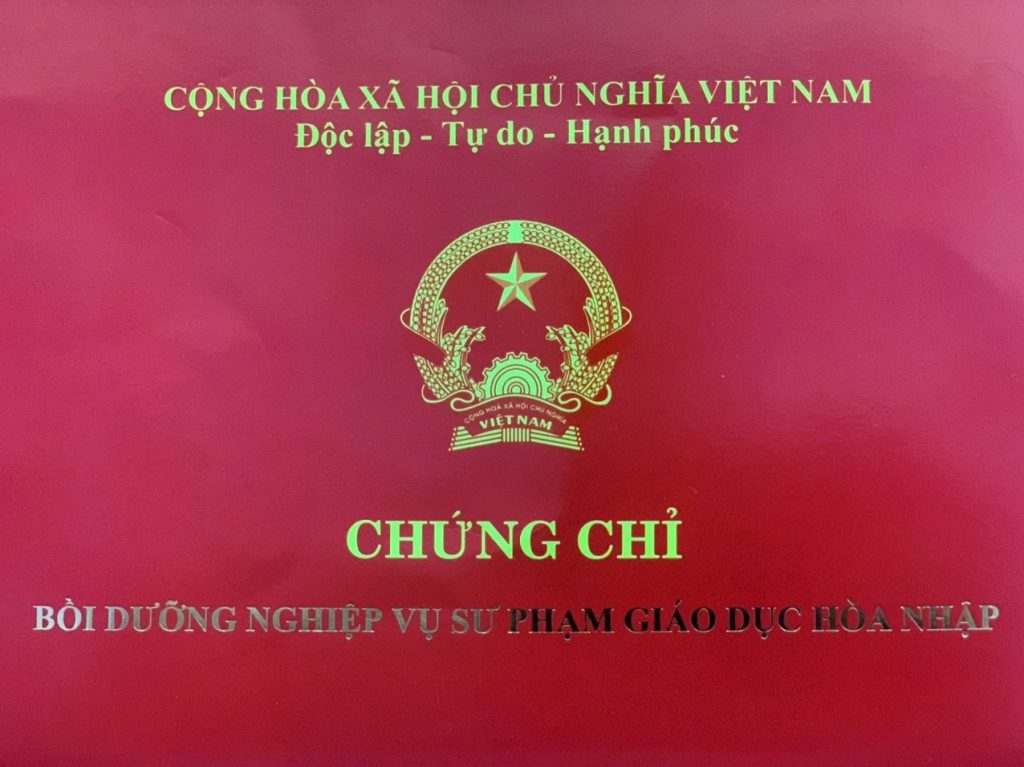 CỘNG HÒA XÃ HỘI CHỦ NGHĨA VIỆT NAM
Độc lập - Tự do - Hạnh phúc
CỘNG HOÀ XÃ HỘI CHỦ NGHĨA
VIỆT NAM
CHỨNG CHỈ
BỒI DƯỠNG NGHIỆP VỤ SƯ PHẠM GIÁO DỤC HÒA NHẬP